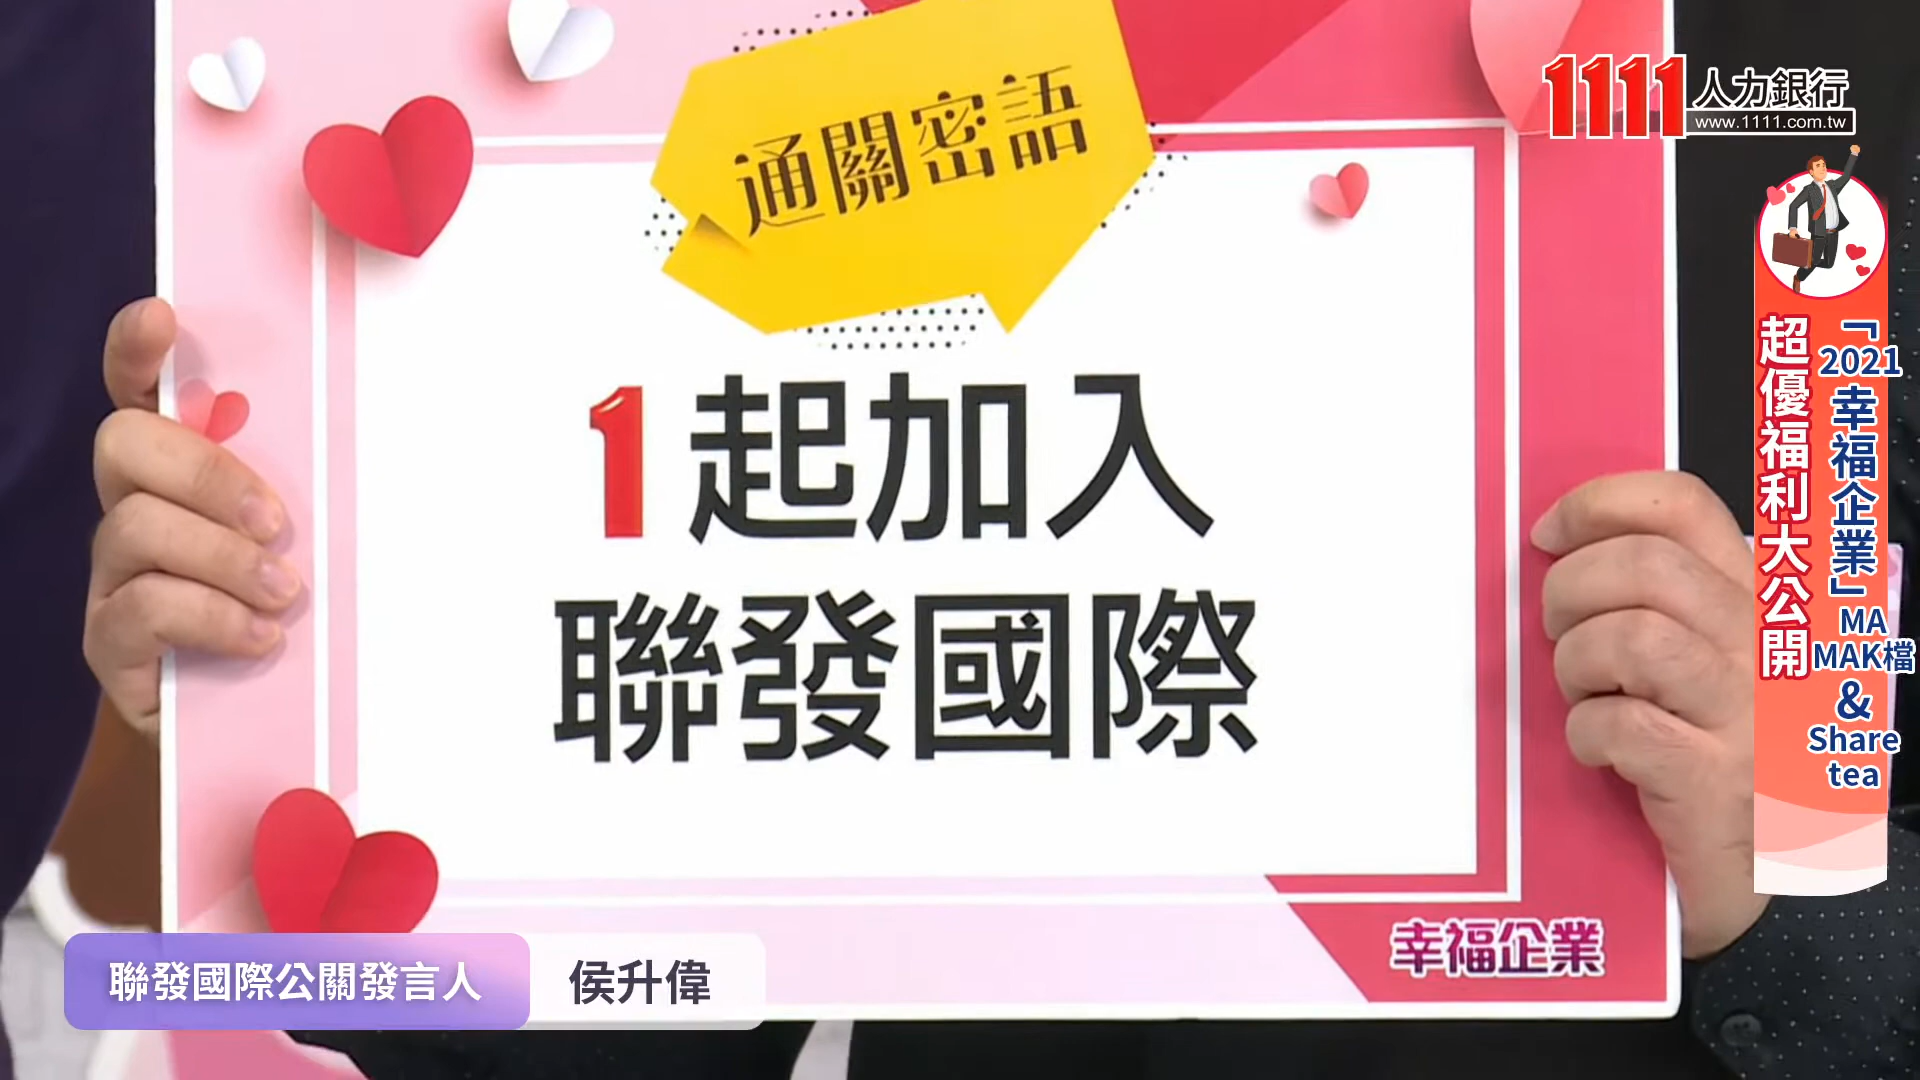 通關密語
1起加入
聯發國際
幸福企業
聯發國際公關發言人
侯升偉
1111人力銀行
www.1111.com.tw
「2021幸福企業」MAMAK檔&Sharetea
超優福利大公開